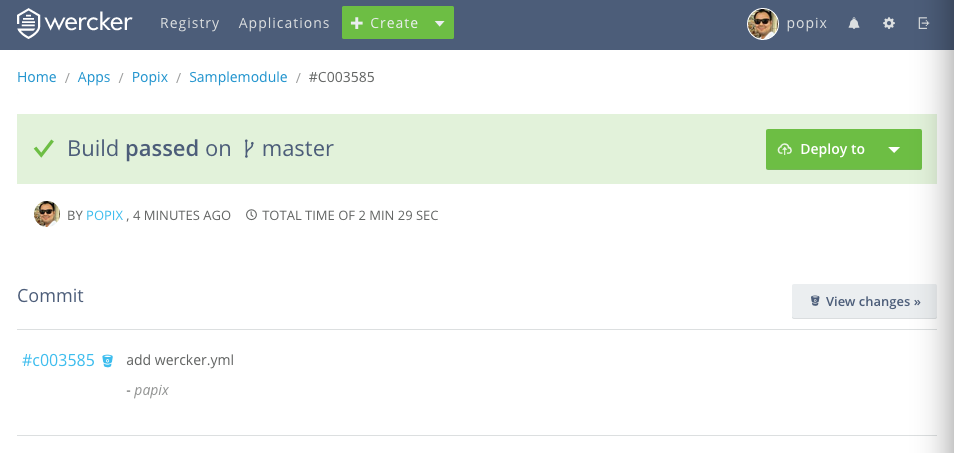 wercker Registry Applications + Create popix
Home / Apps / Popix / Samplemodule / #C003585
Build passed on master
Deploy to
BY POPIX , 4 MINUTES AGO TOTAL TIME OF 2 MIN 29 SEC
Commit
View changes »
#c003585 add wercker.yml
- papix